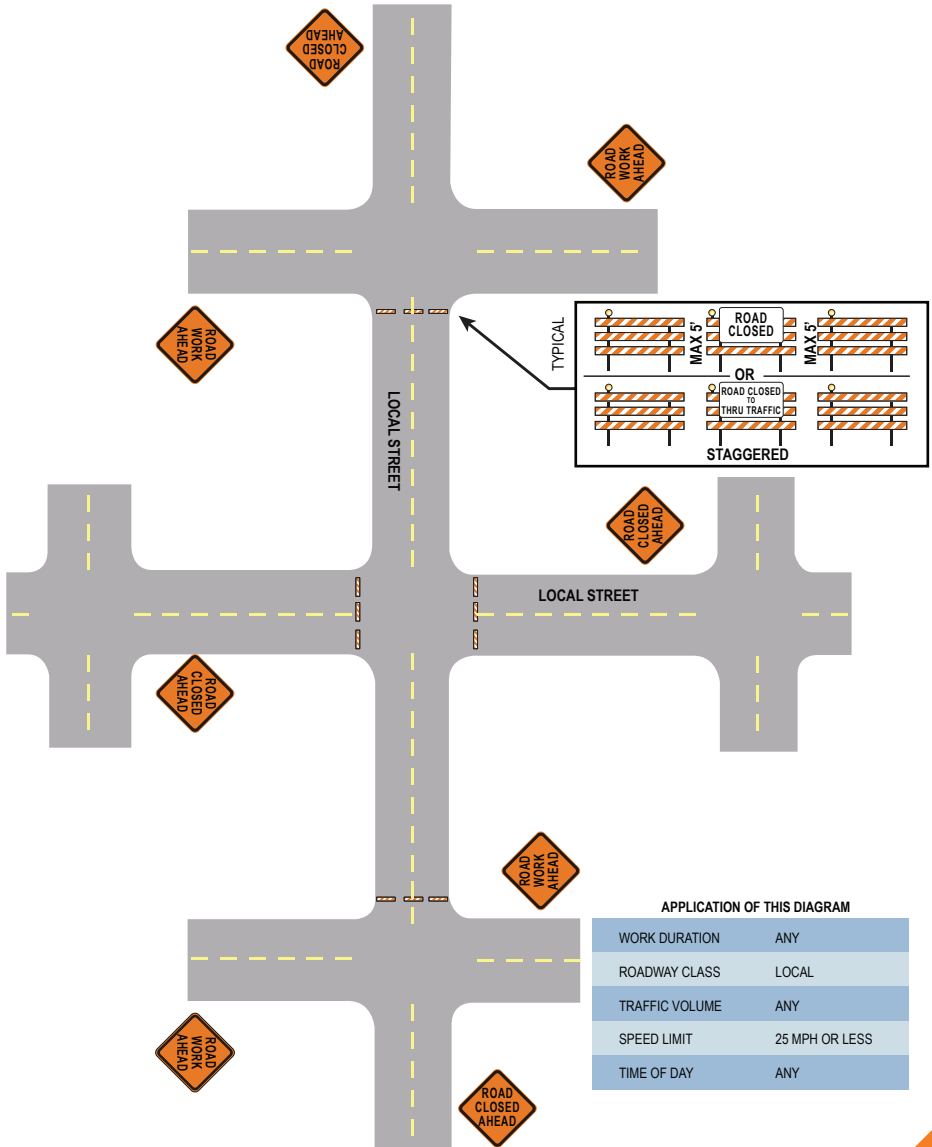 ROAD
CLOSED
AHEAD
ROAD
WORK
AHEAD
ROAD
WORK
AHEAD
TYPICAL
MAX 5'
ROAD
CLOSED
MAX 5'
OR
ROAD CLOSED
TO
THRU TRAFFIC
STAGGERED
LOCAL STREET
ROAD
CLOSED
AHEAD
LOCAL STREET
ROAD
CLOSED
AHEAD
ROAD
WORK
AHEAD
APPLICATION OF THIS DIAGRAM
WORK DURATION ANY
ROADWAY CLASS LOCAL
TRAFFIC VOLUME ANY
SPEED LIMIT 25 MPH OR LESS
TIME OF DAY ANY
ROAD
WORK
AHEAD
ROAD
CLOSED
AHEAD